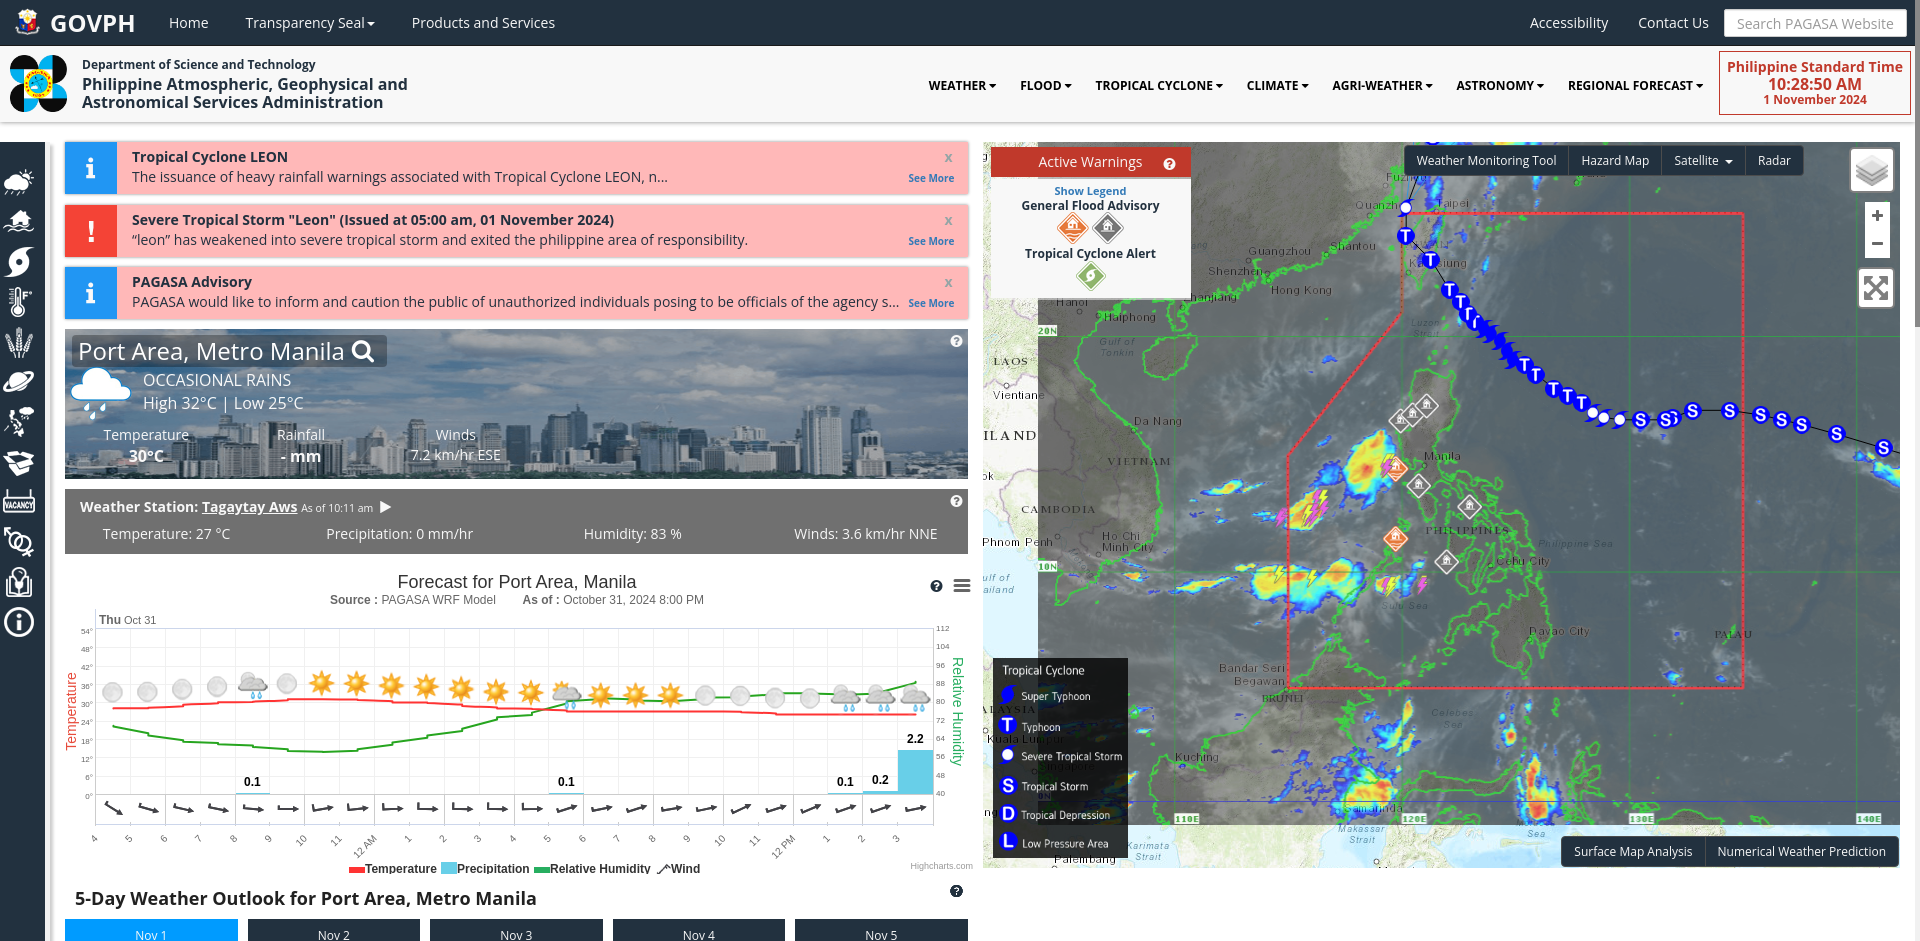 GOVPH
Home
Transparency Seal
Products and Services
Accessibility
Contact Us
Search PAGASA Website
Department of Science and Technology
Philippine Atmospheric, Geophysical and
Astronomical Services Administration
WEATHER
FLOOD
TROPICAL CYCLONE
CLIMATE
AGRI-WEATHER
ASTRONOMY
REGIONAL FORECAST
Philippine Standard Time
10:28:50 AM
1 November 2024
Tropical Cyclone LEON
x
The issuance of heavy rainfall warnings associated with Tropical Cyclone LEON, n...
See More
Severe Tropical Storm "Leon" (Issued at 05:00 am, 01 November 2024)
x
“leon” has weakened into severe tropical storm and exited the philippine area of responsibility.
See More
PAGASA Advisory
x
PAGASA would like to inform and caution the public of unauthorized individuals posing to be officials of the agency s...
See More
Port Area, Metro Manila
OCCASIONAL RAINS
High 32°C | Low 25°C
Temperature
Rainfall
Winds
30°C
- mm
7.2 km/hr ESE
Weather Station: Tagaytay Aws As of 10:11 am
Temperature: 27 °C
Precipitation: 0 mm/hr
Humidity: 83 %
Winds: 3.6 km/hr NNE
Forecast for Port Area, Manila
Source : PAGASA WRF Model
As of : October 31, 2024 8:00 PM
Thu Oct 31
Temperature
54°
48°
42°
36°
30°
24°
18°
12°
6°
0°
112
104
96
88
80
72
64
56
48
40
Relative Humidity
0.1
0.1
0.1
0.2
2.2
4
5
6
7
8
9
10
11
12 AM
1
2
3
4
5
6
7
8
9
10
11
12 PM
1
2
3
Temperature
Precipitation
Relative Humidity
Wind
Highcharts.com
5-Day Weather Outlook for Port Area, Metro Manila
Nov 1
Nov 2
Nov 3
Nov 4
Nov 5
VACANCY
Active Warnings
Show Legend
General Flood Advisory
Tropical Cyclone Alert
Weather Monitoring Tool
Hazard Map
Satellite
Radar
+
−
Taipei
Guangzhou
Shantou
Shenzhen
Hong Kong
Hanoi
Haiphong
20N
Gulf of
Tonkin
Luzon
Strait
LAOS
Vientiane
Da Nang
VIETNAM
Manila
CAMBODIA
Ho Chi
Minh City
Phnom Penh
PHILIPPINES
Philippine Sea
10N
Cebu City
Sulu Sea
Davao City
PALAU
Bandar Seri
Begawan
BRUNEI
Celebes
Sea
Kuching
Samarinda
110E
120E
130E
140E
Makassar
Strait
Karimata
Strait
Palembang
Tropical Cyclone
Super Typhoon
T Typhoon
Severe Tropical Storm
S Tropical Storm
D Tropical Depression
L Low Pressure Area
Surface Map Analysis
Numerical Weather Prediction